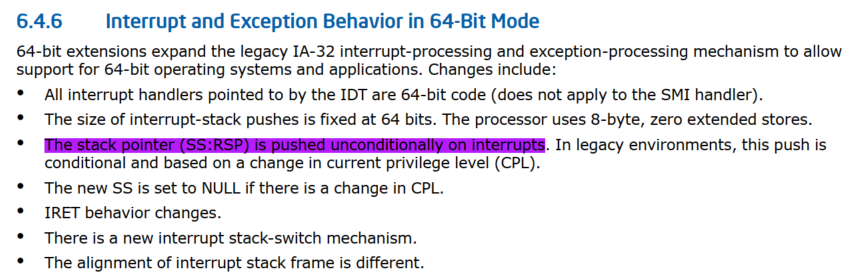 6.4.6 Interrupt and Exception Behavior in 64-Bit Mode
64-bit extensions expand the legacy IA-32 interrupt-processing and exception-processing mechanism to allow
support for 64-bit operating systems and applications. Changes include:
• All interrupt handlers pointed to by the IDT are 64-bit code (does not apply to the SMI handler).
• The size of interrupt-stack pushes is fixed at 64 bits. The processor uses 8-byte, zero extended stores.
• The stack pointer (SS:RSP) is pushed unconditionally on interrupts. In legacy environments, this push is
conditional and based on a change in current privilege level (CPL).
• The new SS is set to NULL if there is a change in CPL.
• IRET behavior changes.
• There is a new interrupt stack-switch mechanism.
• The alignment of interrupt stack frame is different.